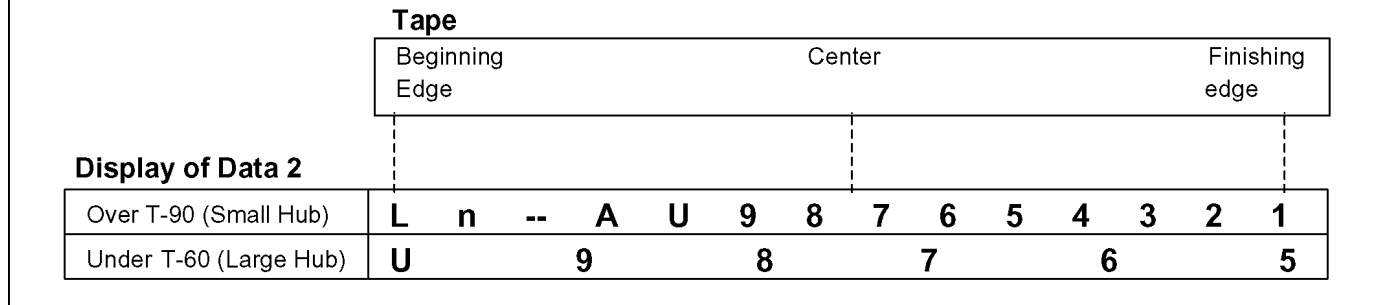 Tape
Beginning Center Finishing
Edge edge
Display of Data 2
Over T-90 (Small Hub) L n -- A U 9 8 7 6 5 4 3 2 1
Under T-60 (Large Hub) U 9 8 7 6 5